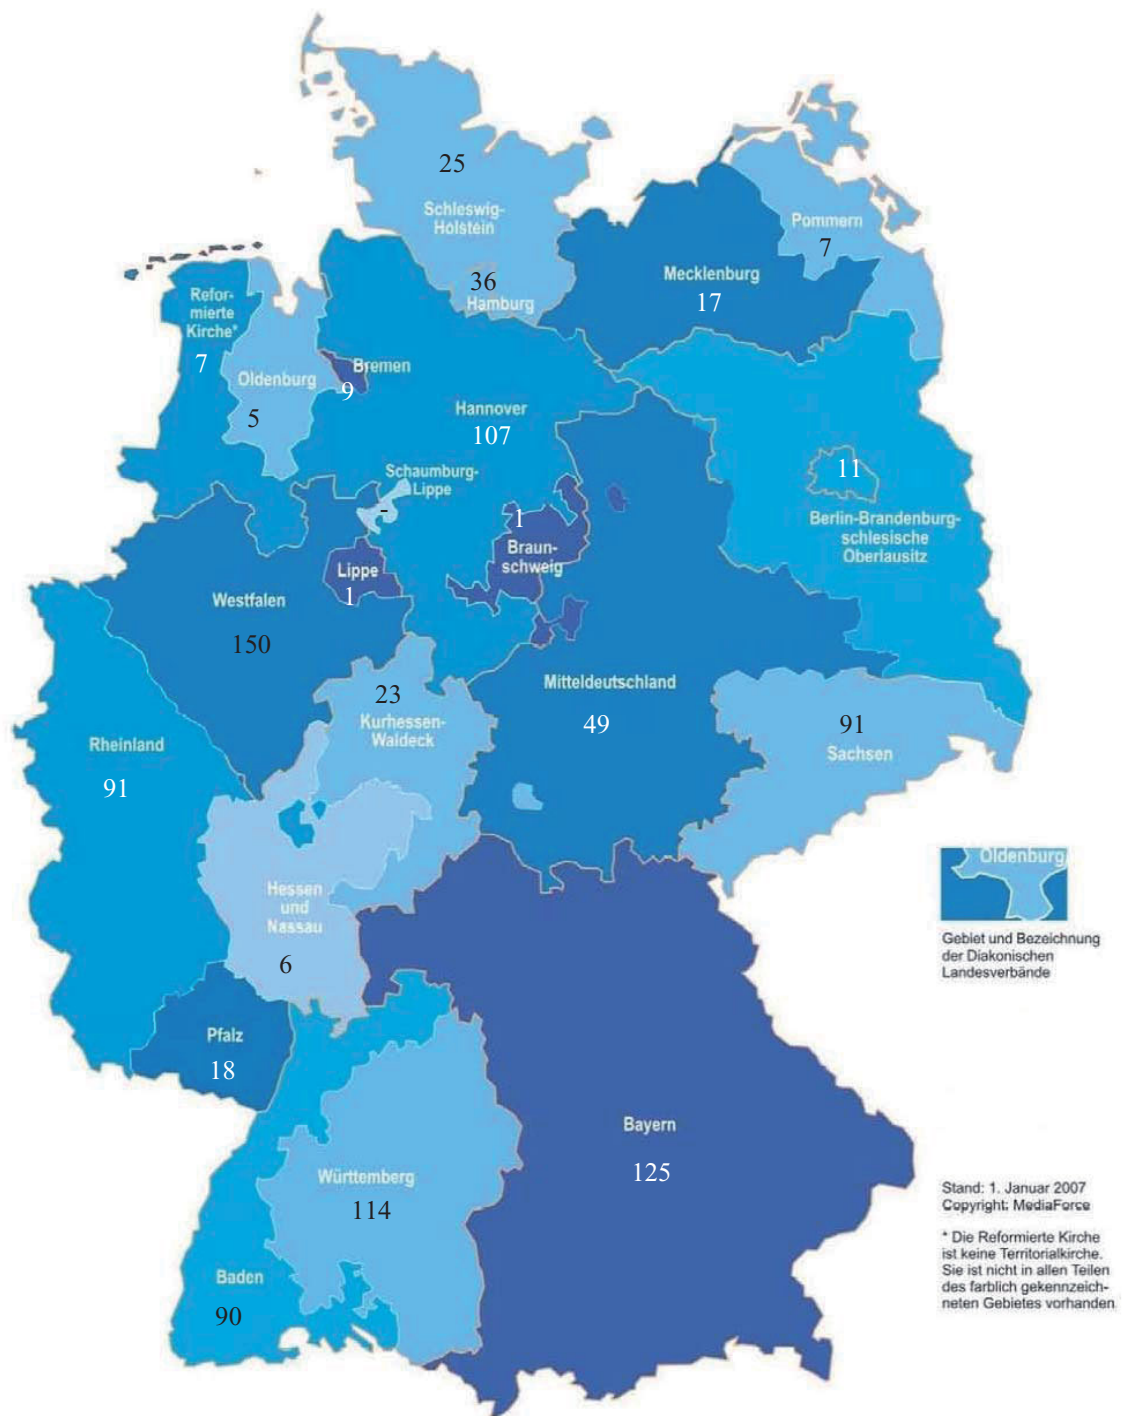 25
Schleswig-
Holstein
36
Hamburg
Pommern
7
Mecklenburg
17
Refor-
mierte
Kirche*
7
Oldenburg
5
Bremen
9
Hannover
107
Schaumburg-
Lippe
-
11
Berlin-Brandenburg-
schlesische
Oberlausitz
1
Braun-
schweig
Lippe
1
Westfalen
150
Mitteldeutschland
49
23
Kurhessen-
Waldeck
91
Sachsen
Rheinland
91
Hessen
und
Nassau
6
Oldenburg
Gebiet und Bezeichnung
der Diakonischen
Landesverbände
Pfalz
18
Bayern
125
Württemberg
114
Baden
90
Stand: 1. Januar 2007
Copyright: MediaForce
* Die Reformierte Kirche
ist keine Territorialkirche.
Sie ist nicht in allen Teilen
des farblich gekennzeich-
neten Gebietes vorhanden